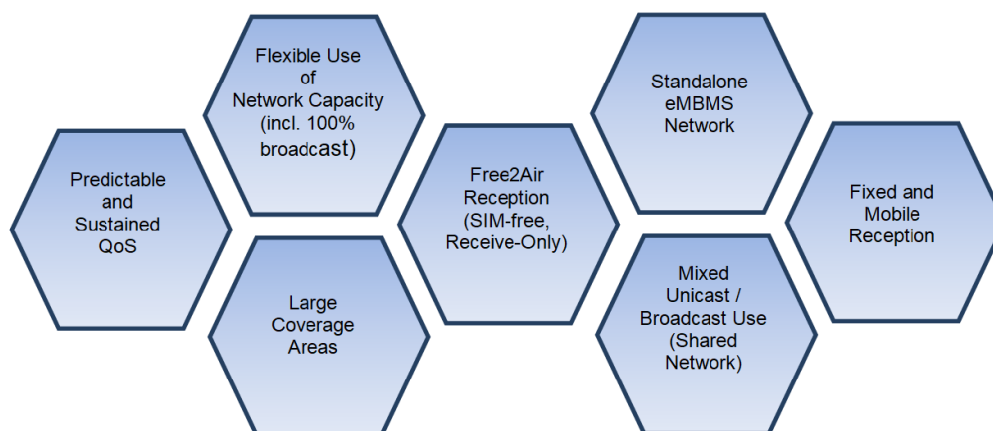 Predictable
and
Sustained
QoS
Flexible Use
of
Network Capacity
(incl. 100%
broadcast)
Large
Coverage
Areas
Free2Air
Reception
(SIM-free,
Receive-Only)
Standalone
eMBMS
Network
Mixed
Unicast /
Broadcast Use
(Shared
Network)
Fixed and
Mobile
Reception